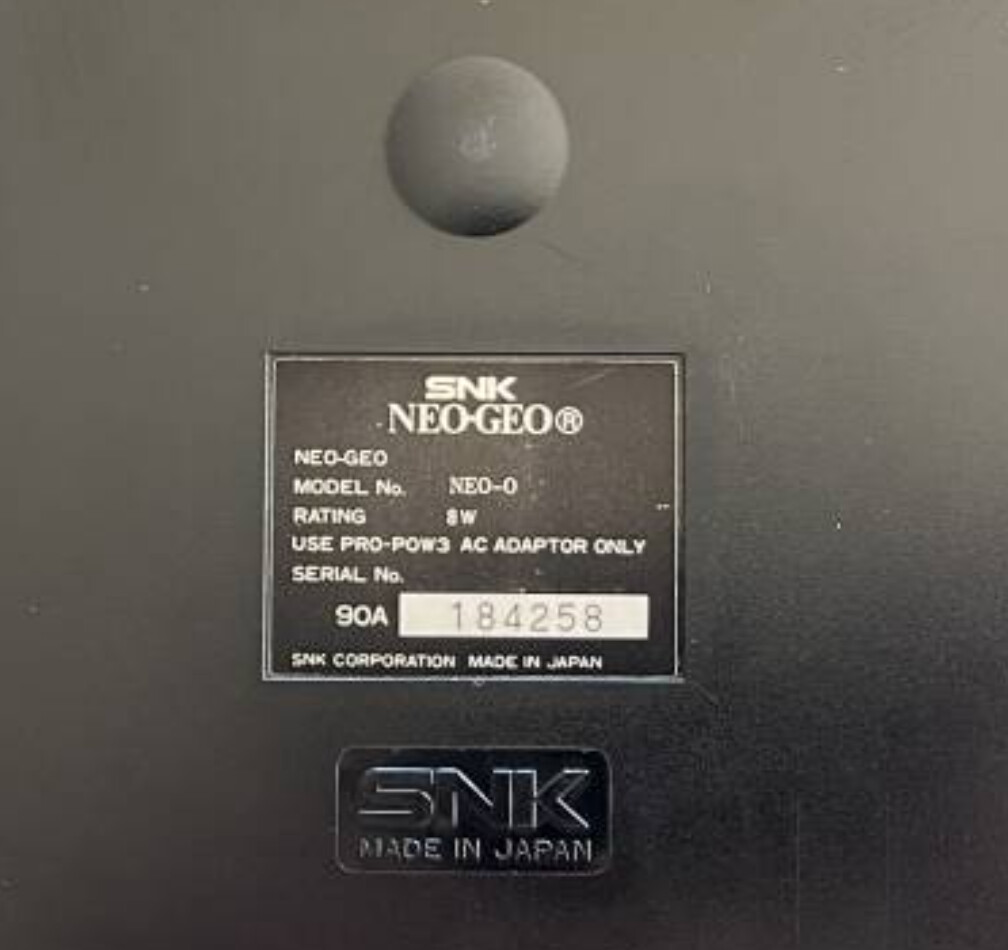 SNK
NEO•GEO®
NEO-GEO
MODEL No. NEO-0
RATING 8W
USE PRO-POW3 AC ADAPTOR ONLY
SERIAL No.
90A 184258
SNK CORPORATION MADE IN JAPAN
SNK
MADE IN JAPAN